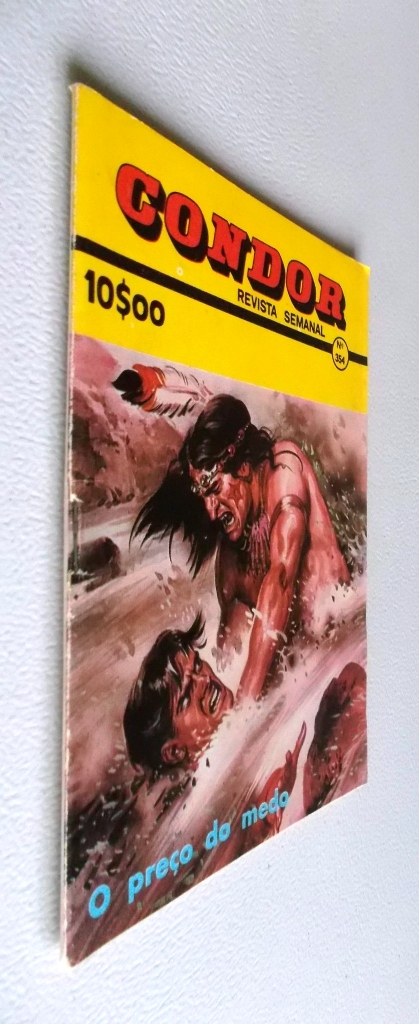 CONDOR
REVISTA SEMANAL
10$00
Nº 354
O preço do medo